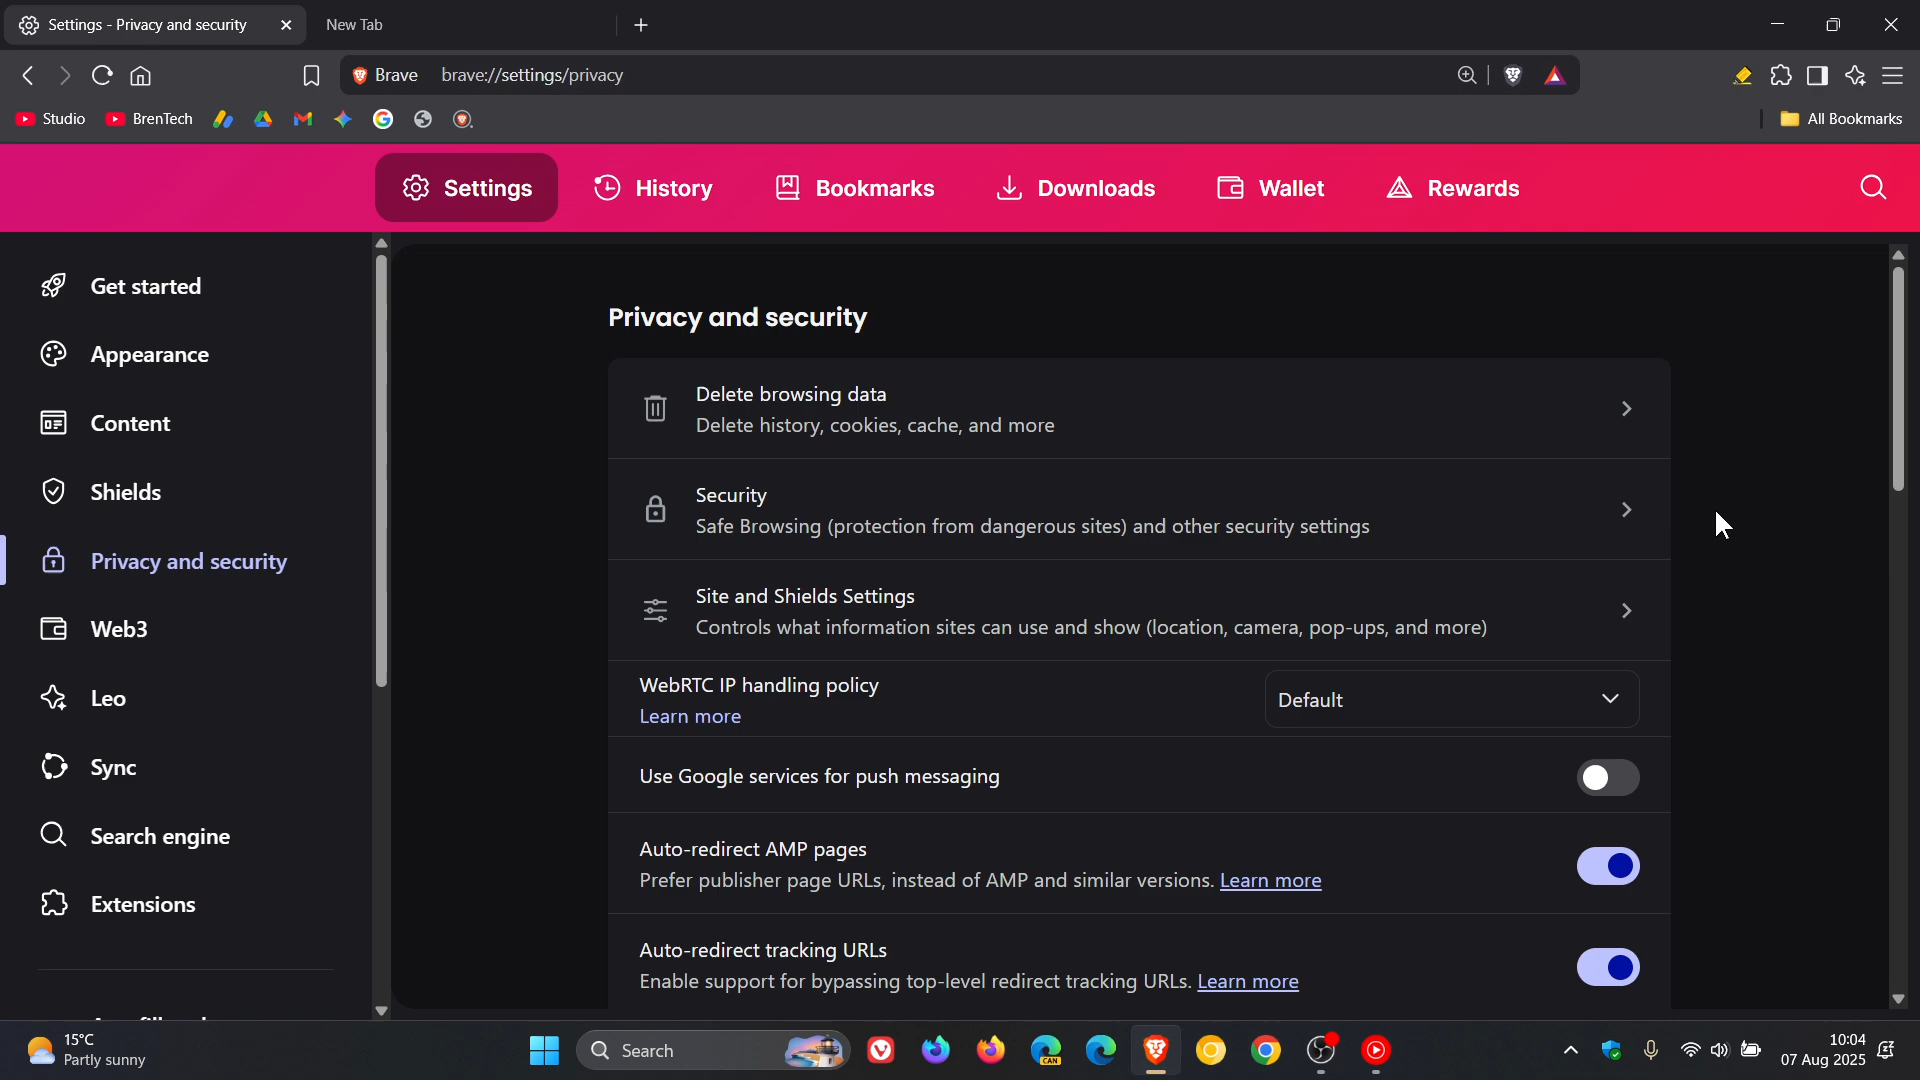 Settings - Privacy and security
New Tab
Brave brave://settings/privacy
Studio BrenTech All Bookmarks
Settings History Bookmarks Downloads Wallet Rewards
Get started
Appearance
Content
Shields
Privacy and security
Web3
Leo
Sync
Search engine
Extensions
Privacy and security
Delete browsing data
Delete history, cookies, cache, and more
Security
Safe Browsing (protection from dangerous sites) and other security settings
Site and Shields Settings
Controls what information sites can use and show (location, camera, pop-ups, and more)
WebRTC IP handling policy
Learn more
Default
Use Google services for push messaging
Auto-redirect AMP pages
Prefer publisher page URLs, instead of AMP and similar versions. Learn more
Auto-redirect tracking URLs
Enable support for bypassing top-level redirect tracking URLs. Learn more
15°C
Partly sunny
Search
CAN
10:04
07 Aug 2025